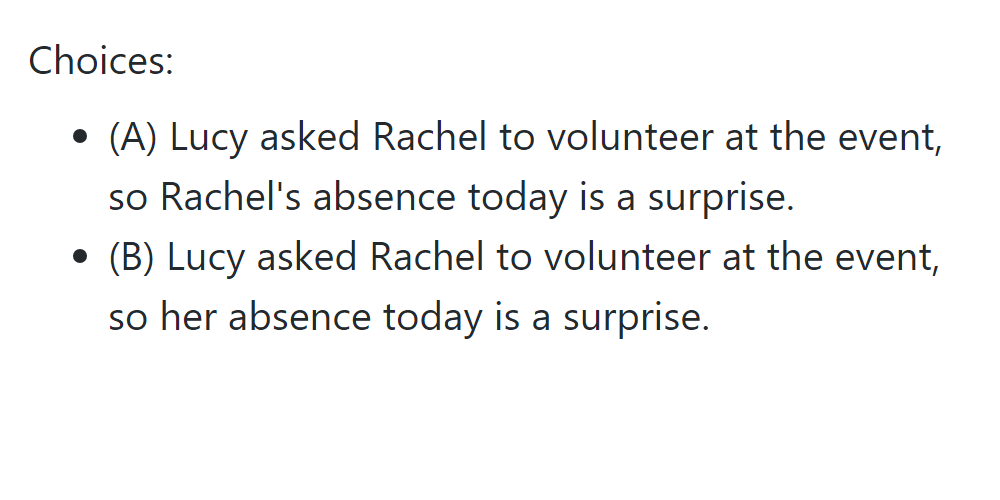 Choices:
• (A) Lucy asked Rachel to volunteer at the event,
so Rachel's absence today is a surprise.
• (B) Lucy asked Rachel to volunteer at the event,
so her absence today is a surprise.